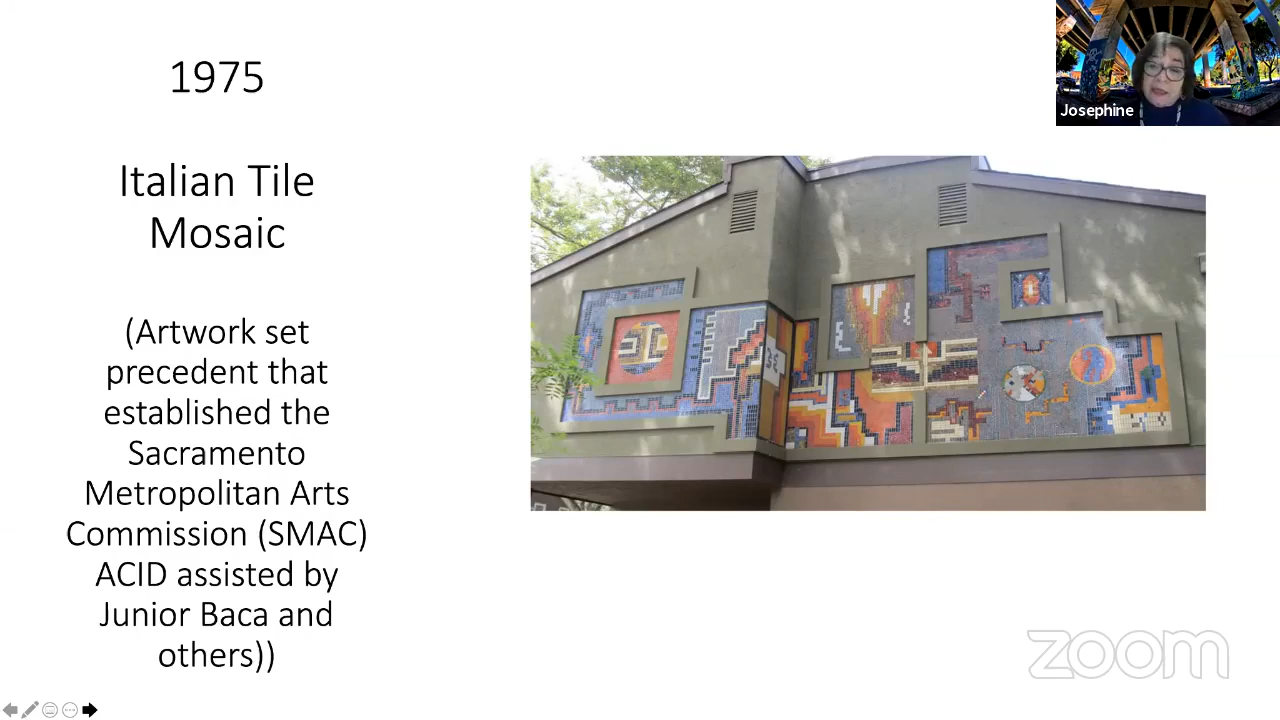 1975
Italian Tile
Mosaic
(Artwork set
precedent that
established the
Sacramento
Metropolitan Arts
Commission (SMAC)
ACID assisted by
Junior Baca and
others))
Josephine
zoom